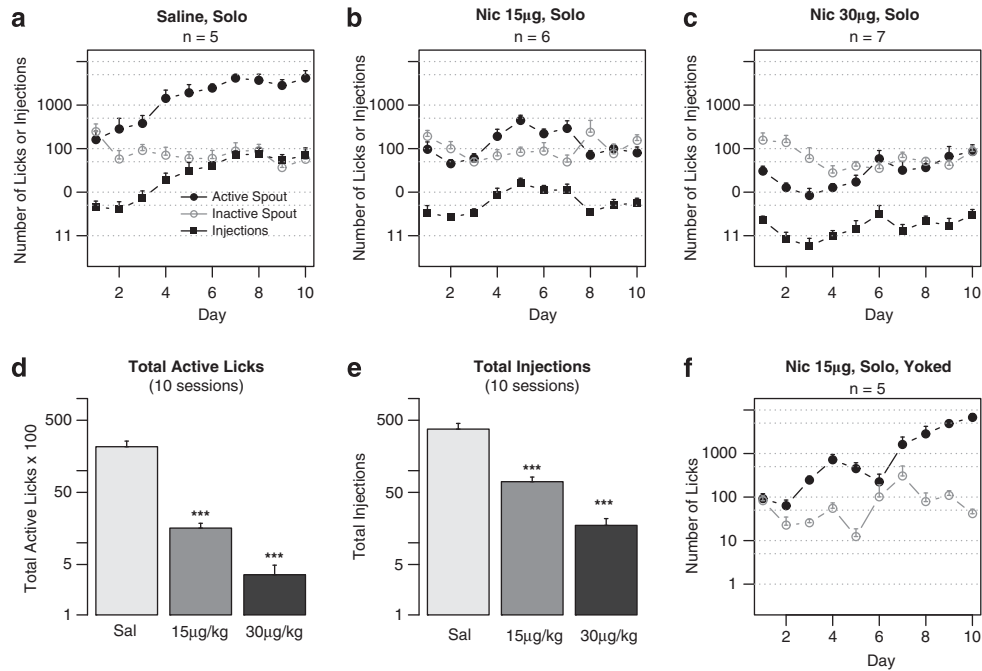 a
Saline, Solo
n = 5
Number of Licks or Injections
1000
100
0
11
Active Spout
Inactive Spout
Injections
2 4 6 8 10
Day
b
Nic 15µg, Solo
n = 6
Number of Licks or Injections
1000
100
0
11
2 4 6 8 10
Day
c
Nic 30µg, Solo
n = 7
Number of Licks or Injections
1000
100
0
11
2 4 6 8 10
Day
d
Total Active Licks
(10 sessions)
Total Active Licks x 100
500
50
5
1
***
***
Sal 15µg/kg 30µg/kg
e
Total Injections
(10 sessions)
Total Injections
500
50
5
1
***
***
Sal 15µg/kg 30µg/kg
f
Nic 15µg, Solo, Yoked
n = 5
Number of Licks
1000
100
10
1
2 4 6 8 10
Day